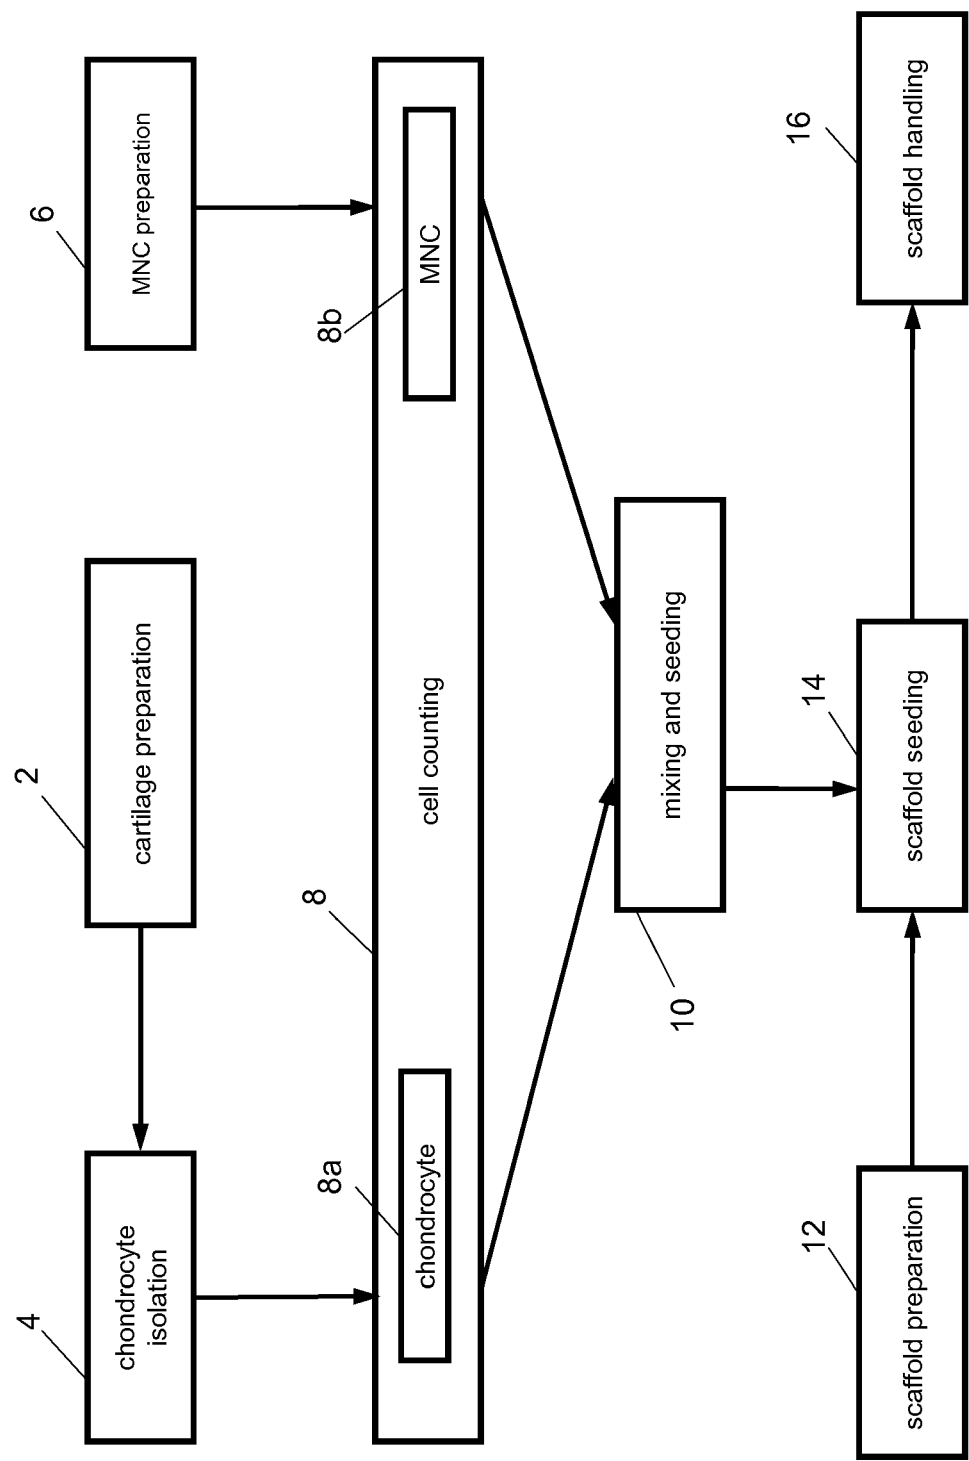 4
chondrocyte
isolation
2
cartilage preparation
6
MNC preparation
8a
chondrocyte
8
cell counting
8b
MNC
10
mixing and seeding
12
scaffold preparation
14
scaffold seeding
16
scaffold handling